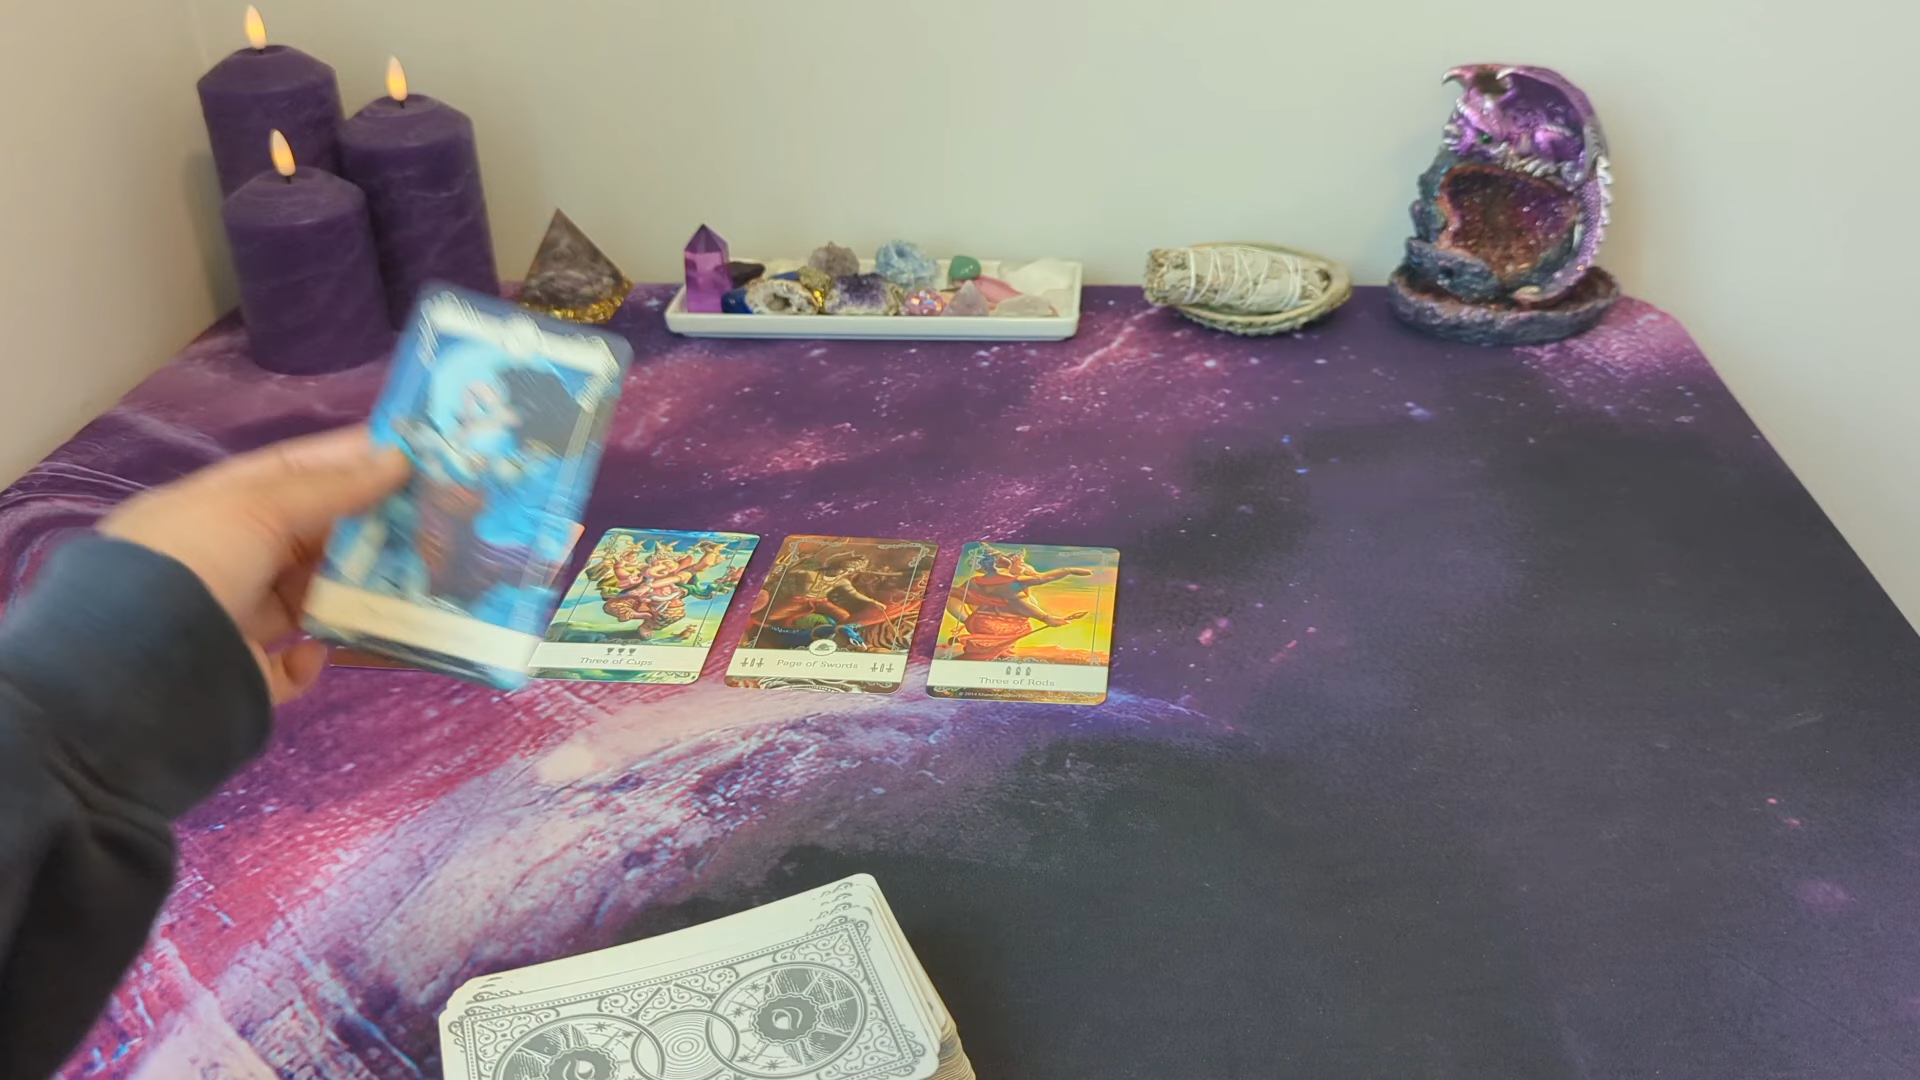 Three of Cups
Page of Swords
Three of Rods